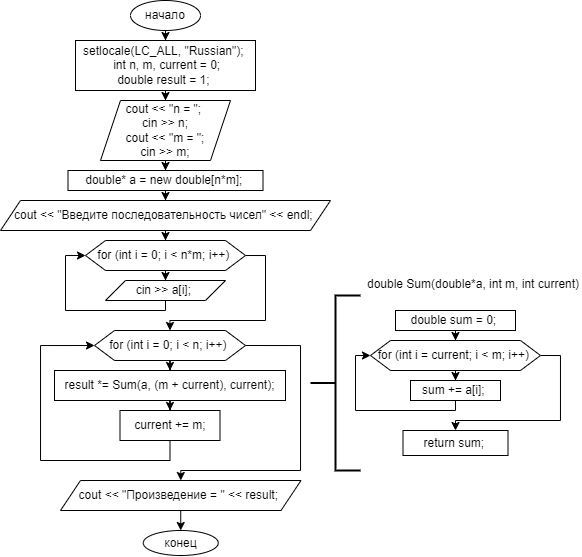 начало
setlocale(LC_ALL, "Russian");
int n, m, current = 0;
double result = 1;
cout << "n = ";
cin >> n;
cout << "m = ";
cin >> m;
double* a = new double[n*m];
cout << "Введите последовательность чисел" << endl;
for (int i = 0; i < n*m; i++)
cin >> a[i];
for (int i = 0; i < n; i++)
result *= Sum(a, (m + current), current);
current += m;
cout << "Произведение = " << result;
конец
double Sum(double*a, int m, int current)
double sum = 0;
for (int i = current; i < m; i++)
sum += a[i];
return sum;